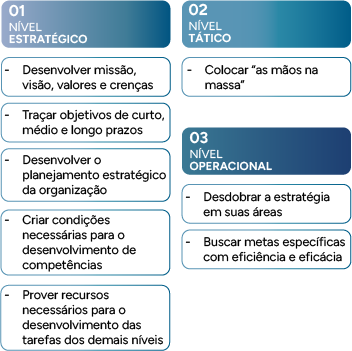 01
NÍVEL
ESTRATÉGICO
- Desenvolver missão,
visão, valores e crenças
- Traçar objetivos de curto,
médio e longo prazos
- Desenvolver o
planejamento estratégico
da organização
- Criar condições
necessárias para o
desenvolvimento de
competências
- Prover recursos
necessários para o
desenvolvimento das
tarefas dos demais níveis
02
NÍVEL
TÁTICO
- Colocar “as mãos na
massa”
03
NÍVEL
OPERACIONAL
- Desdobrar a estratégia
em suas áreas
- Buscar metas específicas
com eficiência e eficácia